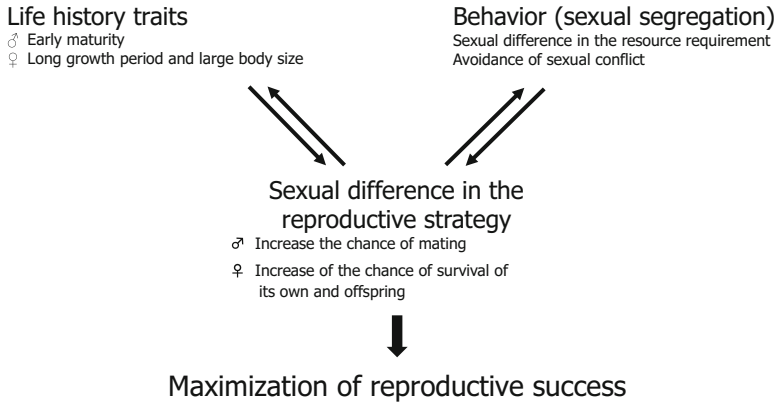 Life history traits
♂ Early maturity
♀ Long growth period and large body size
Behavior (sexual segregation)
Sexual difference in the resource requirement
Avoidance of sexual conflict
Sexual difference in the
reproductive strategy
♂ Increase the chance of mating
♀ Increase of the chance of survival of
its own and offspring
Maximization of reproductive success